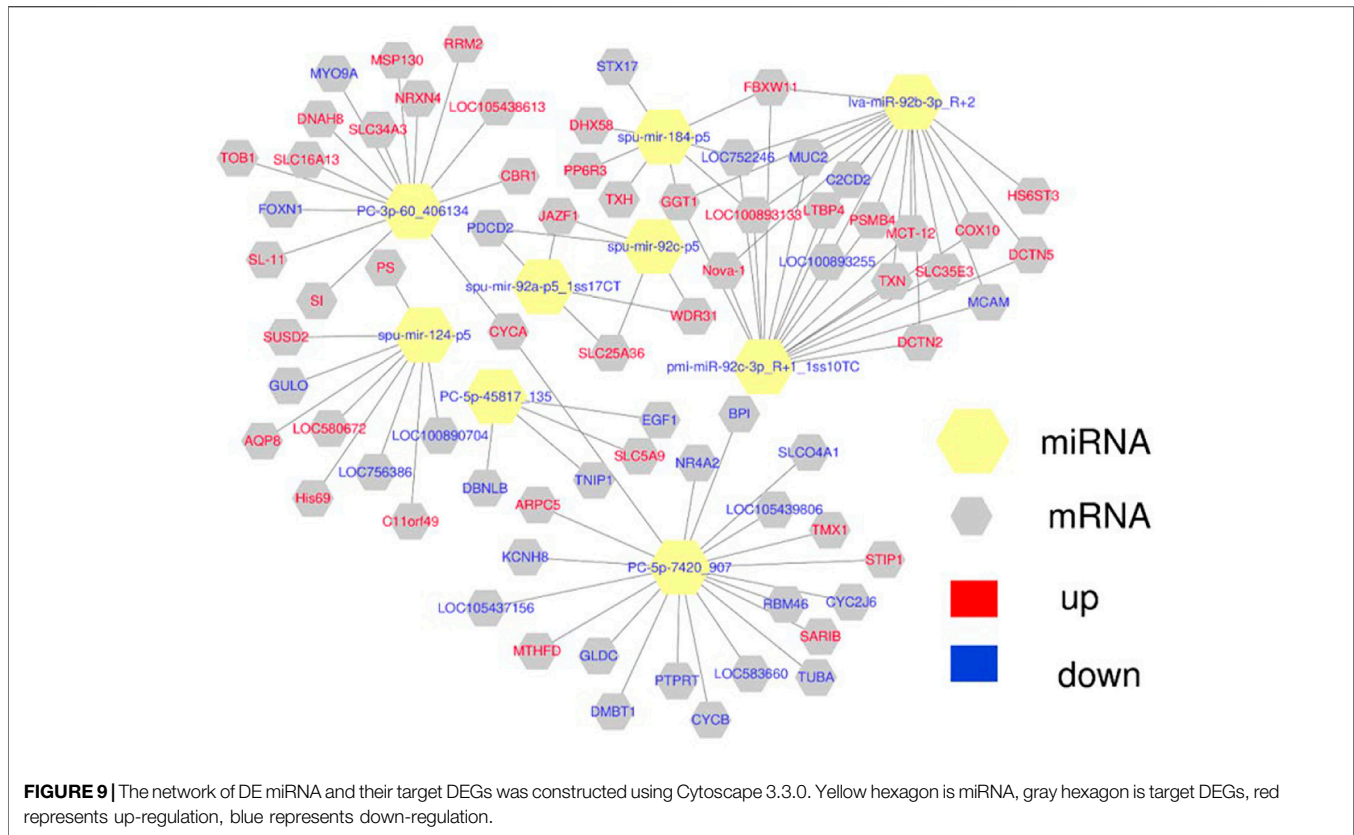 RRM2
MSP130
MYO9A
STX17
NRXN4
FBXW11
LOC105438613
lva-miR-92b-3p_R+2
DNAH8
SLC34A3
DHX58
spu-mir-184-p5
TOB1
SLC16A13
LOC752246
MUC2
PP6R3
CBR1
C2CD2
HS6ST3
TXH
GGT1
FOXN1
PC-3p-60_406134
JAZF1
LOC100893133
LTBP4
PSMB4
PDCD2
MCT-12
COX10
spu-mir-92c-p5
SL-11
PS
Nova-1
LOC100893255
SLC35E3
DCTN5
TXN
spu-mir-92a-p5_1ss17CT
SI
MCAM
WDR31
SUSD2
spu-mir-124-p5
CYCA
DCTN2
SLC25A36
pmi-miR-92c-3p_R+1_1ss10TC
GULO
PC-5p-45817_135
BPI
EGF1
AQP8
LOC580672
LOC100890704
miRNA
SLC5A9
NR4A2
SLCO4A1
LOC756386
TNIP1
DBNLB
His69
ARPC5
LOC105439806
C11orf49
mRNA
TMX1
KCNH8
PC-5p-7420_907
STIP1
up
LOC105437156
RBM46
CYC2J6
SARIB
MTHFD
GLDC
LOC583660
TUBA
PTPRT
down
DMBT1
CYCB
FIGURE 9 | The network of DE miRNA and their target DEGs was constructed using Cytoscape 3.3.0. Yellow hexagon is miRNA, gray hexagon is target DEGs, red
represents up-regulation, blue represents down-regulation.